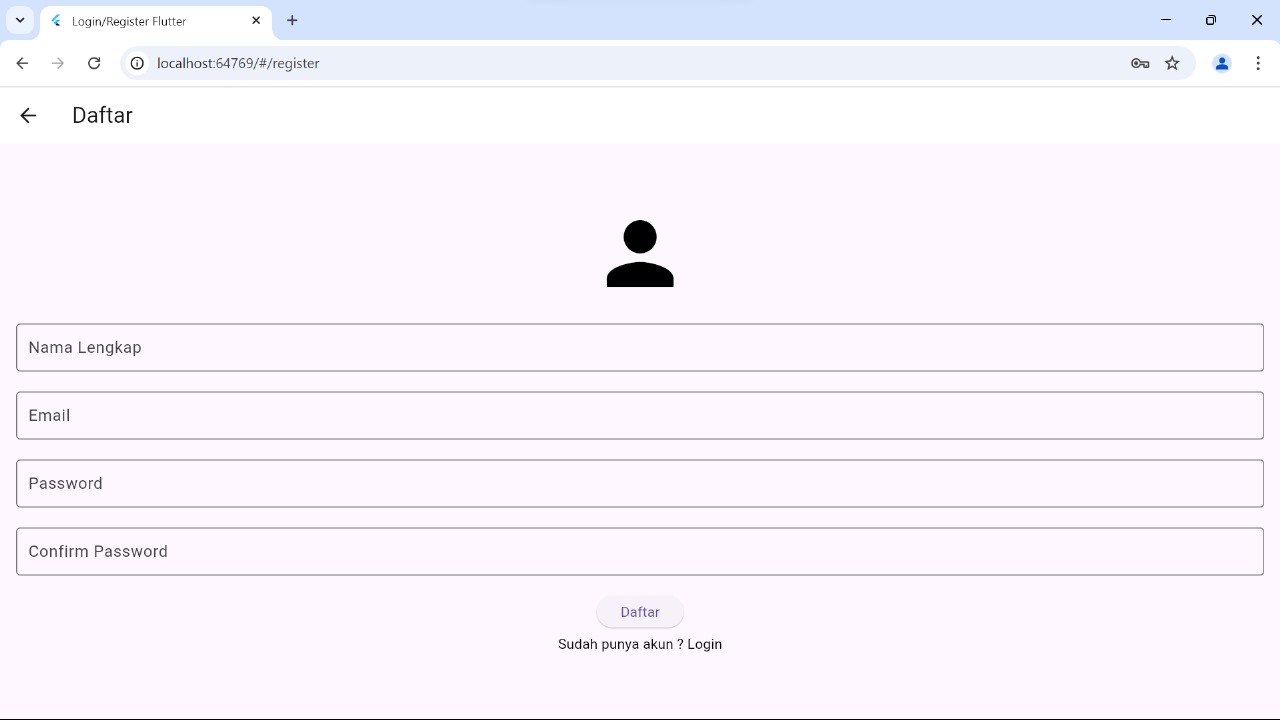 Login/Register Flutter
localhost:64769/#/register
Daftar
Nama Lengkap
Email
Password
Confirm Password
Daftar
Sudah punya akun ? Login